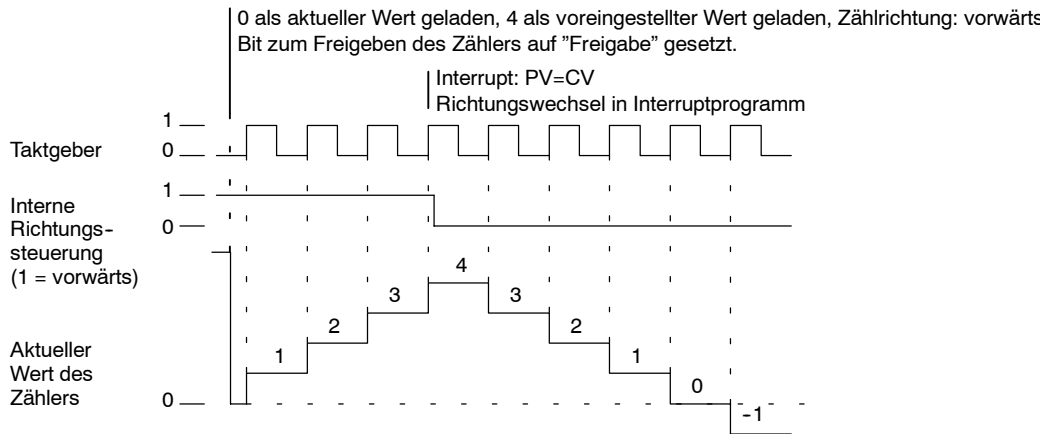 0 als aktueller Wert geladen, 4 als voreingestellter Wert geladen, Zählrichtung: vorwärts
Bit zum Freigeben des Zählers auf ”Freigabe” gesetzt.
Interrupt: PV=CV
Richtungswechsel in Interruptprogramm
Taktgeber
1
0
Interne
Richtungs-
steuerung
(1 = vorwärts)
1
0
Aktueller
Wert des
Zählers
0
1
2
3
4
3
2
1
0
-1